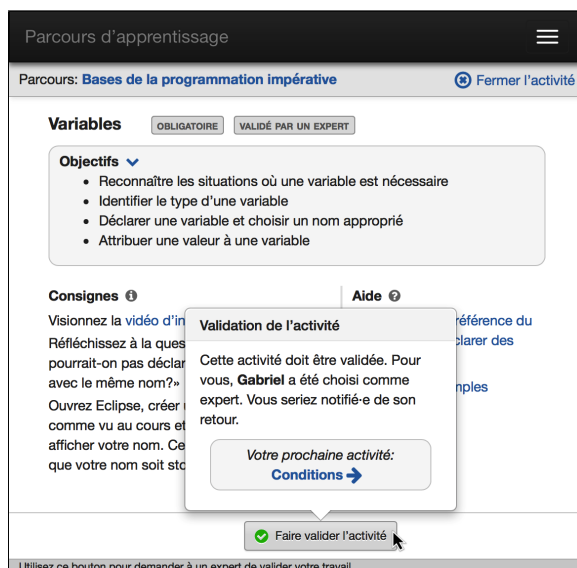 Parcours d'apprentissage
Parcours: Bases de la programmation impérative
Fermer l'activité
Variables
OBLIGATOIRE
VALIDÉ PAR UN EXPERT
Objectifs
• Reconnaître les situations où une variable est nécessaire
• Identifier le type d'une variable
• Déclarer une variable et choisir un nom approprié
• Attribuer une valeur à une variable
Consignes
Visionnez la vidéo d'in
Réfléchissez à la ques
pourrait-on pas déclar
avec le même nom?»
Ouvrez Eclipse, créer
comme vu au cours et
afficher votre nom. Ce
que votre nom soit sto
Aide
référence du
clarer des
mples
Validation de l'activité
Cette activité doit être validée. Pour
vous, Gabriel a été choisi comme
expert. Vous seriez notifié·e de son
retour.
Votre prochaine activité:
Conditions
Faire valider l'activité
Utilisez ce bouton pour demander à un expert de valider votre travail